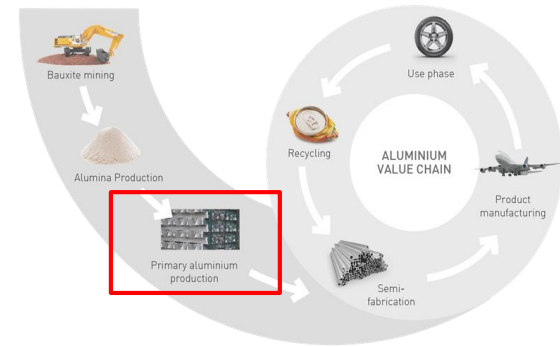 Bauxite mining
Alumina Production
Primary aluminium
production
Semi-
fabrication
Product
manufacturing
Use phase
Recycling
ALUMINIUM
VALUE CHAIN